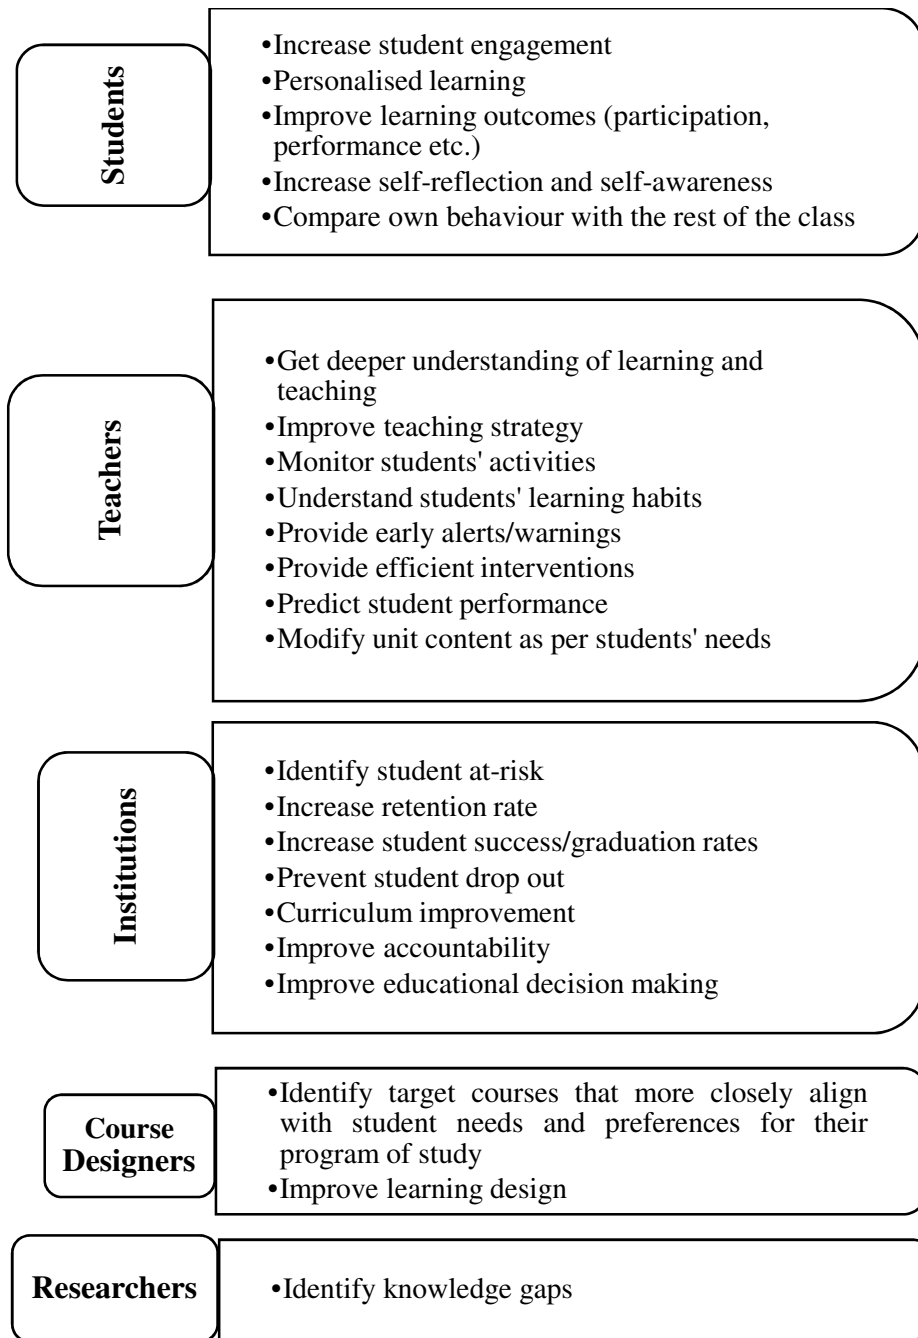 Students
•Increase student engagement
•Personalised learning
•Improve learning outcomes (participation,
performance etc.)
•Increase self-reflection and self-awareness
•Compare own behaviour with the rest of the class
Teachers
•Get deeper understanding of learning and
teaching
•Improve teaching strategy
•Monitor students' activities
•Understand students' learning habits
•Provide early alerts/warnings
•Provide efficient interventions
•Predict student performance
•Modify unit content as per students' needs
Institutions
•Identify student at-risk
•Increase retention rate
•Increase student success/graduation rates
•Prevent student drop out
•Curriculum improvement
•Improve accountability
•Improve educational decision making
Course
Designers
•Identify target courses that more closely align
with student needs and preferences for their
program of study
•Improve learning design
Researchers
•Identify knowledge gaps